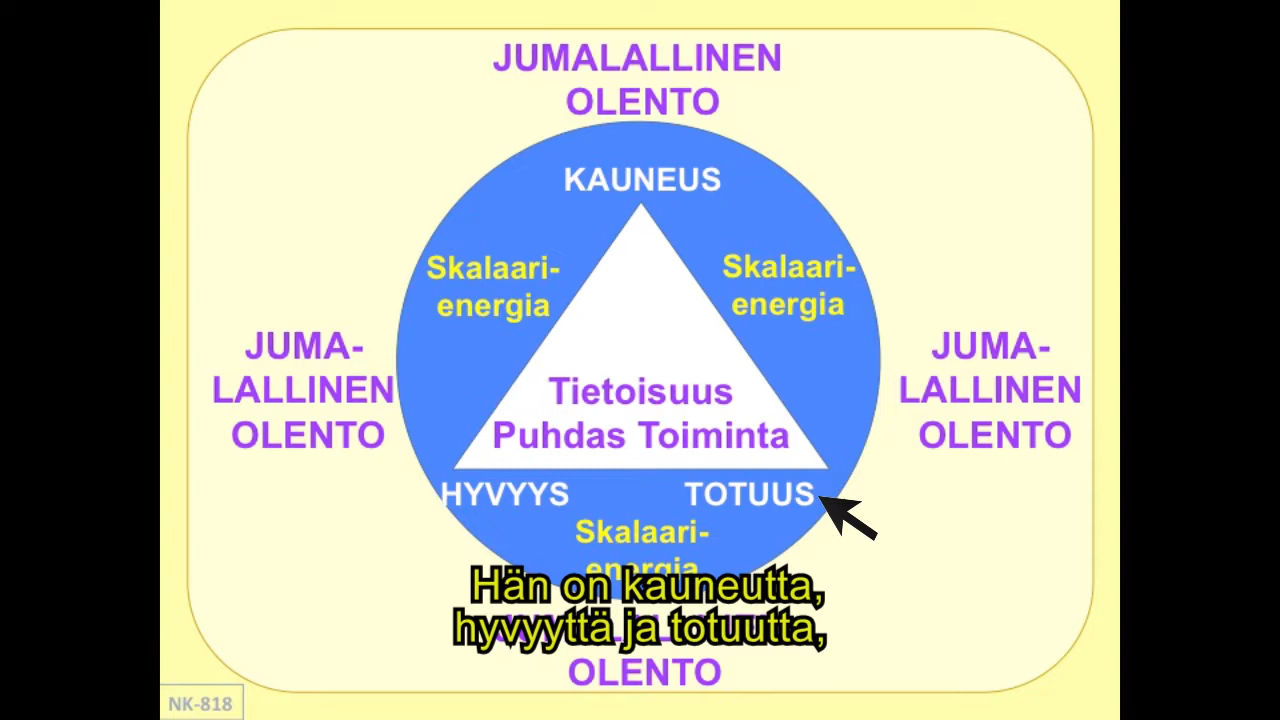 JUMALALLINEN
OLENTO
KAUNEUS
Skalaari-
energia
Skalaari-
energia
JUMA-
LALLINEN
OLENTO
JUMA-
LALLINEN
OLENTO
Tietoisuus
Puhdas Toiminta
HYVYYS
TOTUUS
Skalaari-
energia
Hän on kauneutta,
hyvyyttä ja totuutta,
OLENTO
NK-818